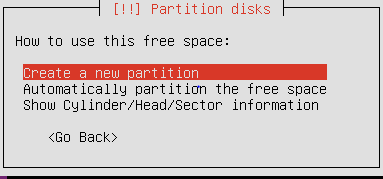 [!!] Partition disks
How to use this free space:
Create a new partition
Automatically partition the free space
Show Cylinder/Head/Sector information
<Go Back>